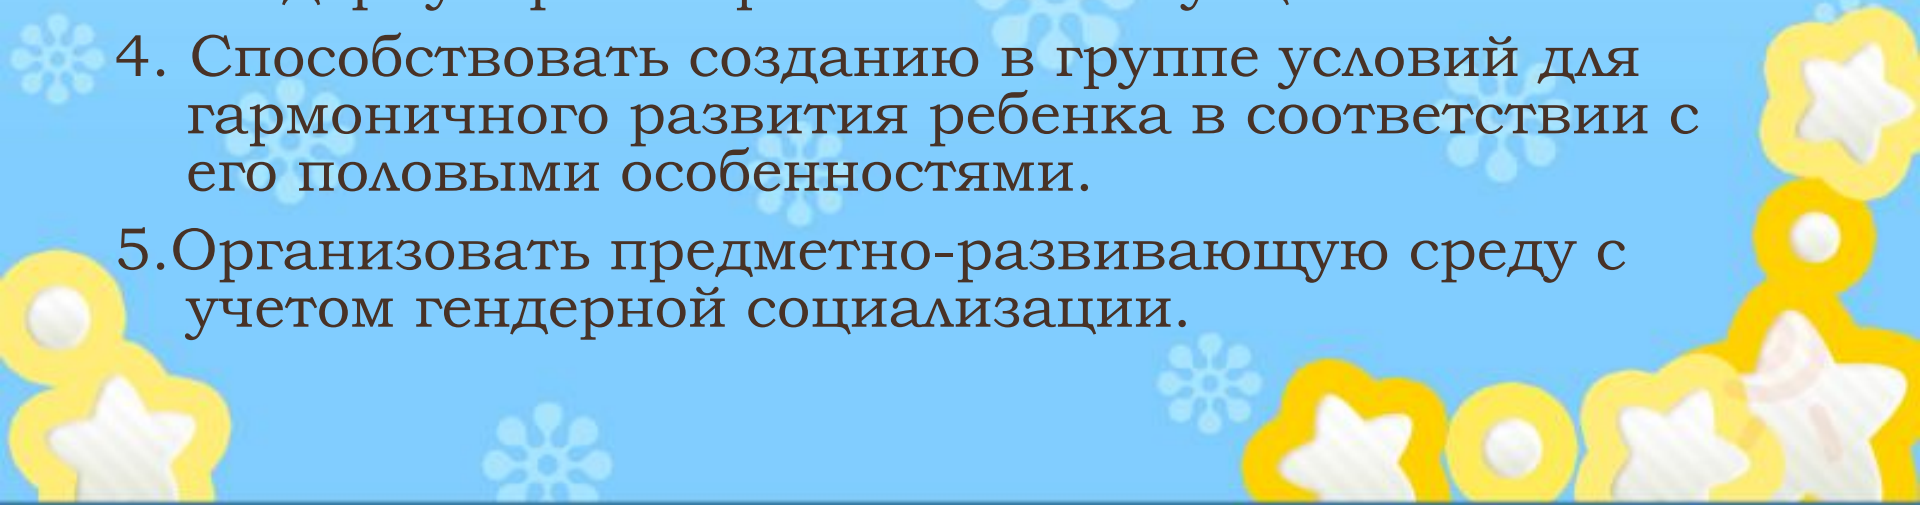 4. Способствовать созданию в группе условий для
гармоничного развития ребенка в соответствии с
его половыми особенностями.
5.Организовать предметно-развивающую среду с
учетом гендерной социализации.